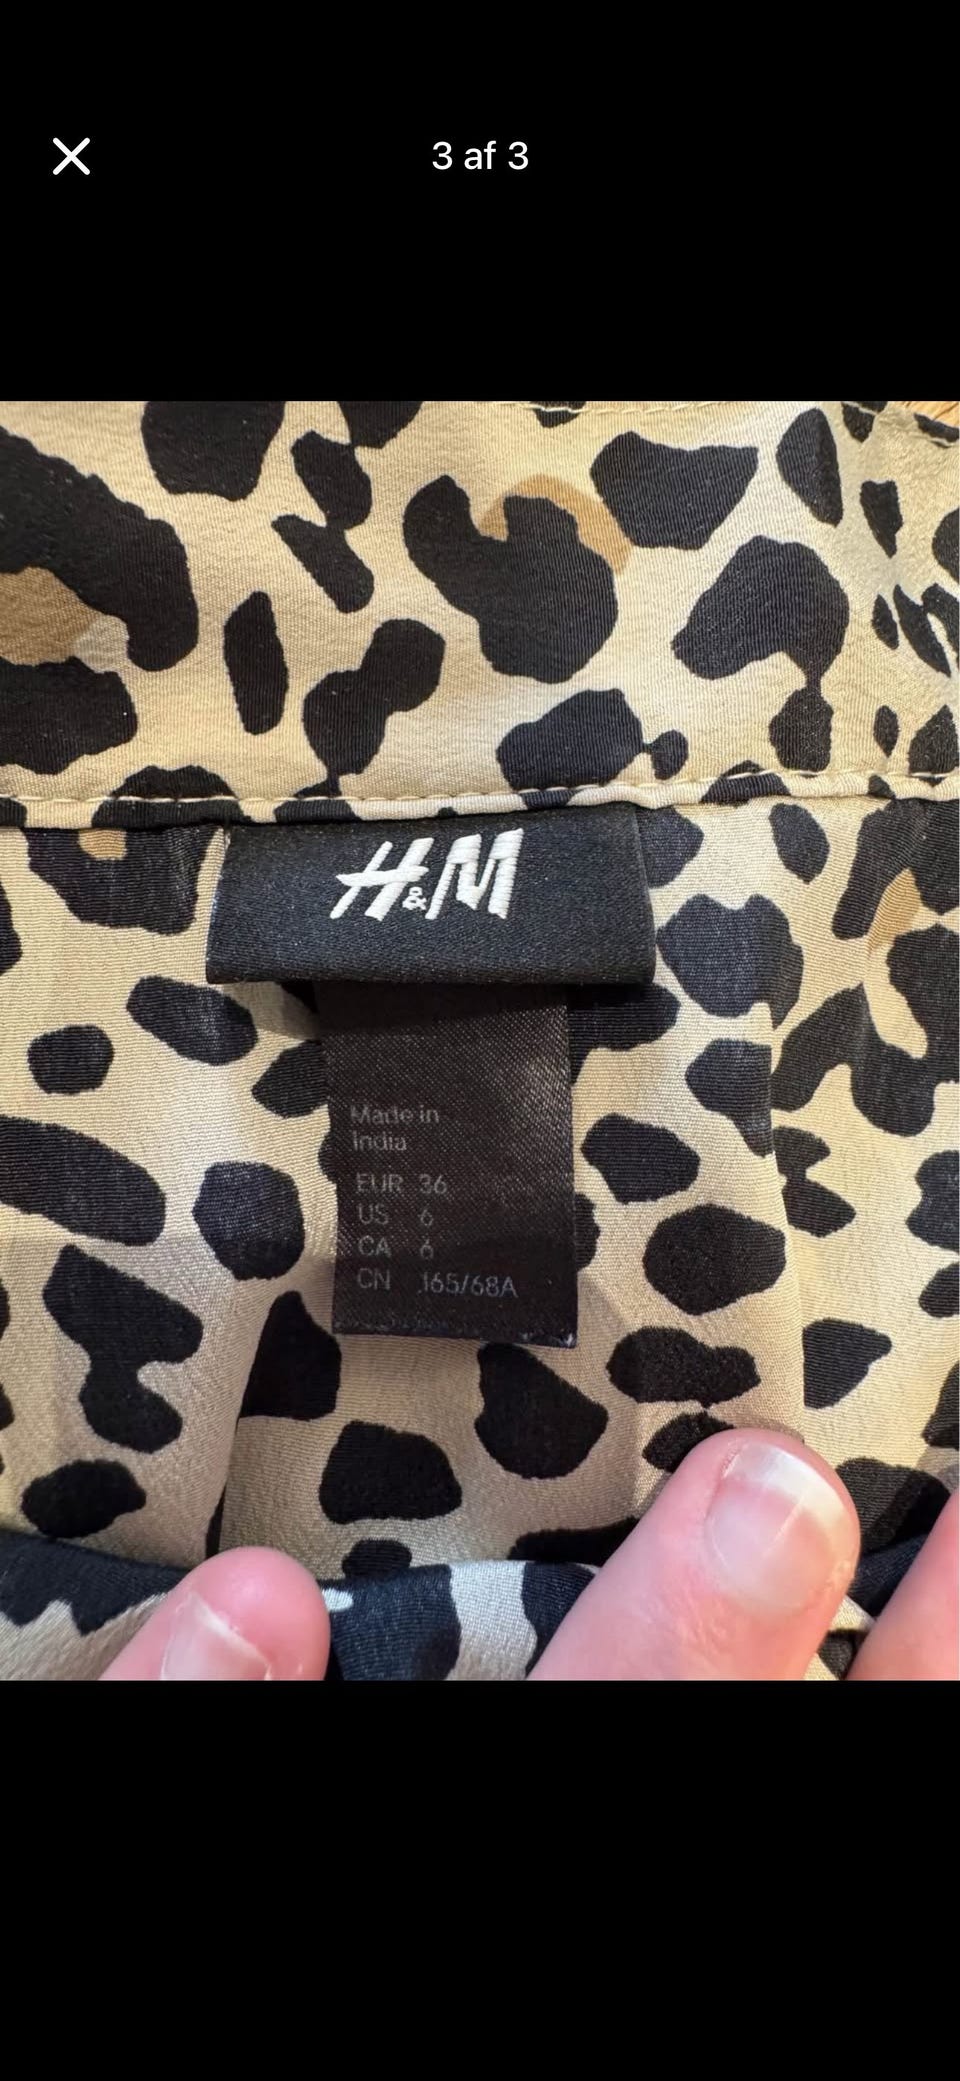 3 af 3
H&M
Made in
India
EUR 36
US 6
CA 6
CN 165/68A